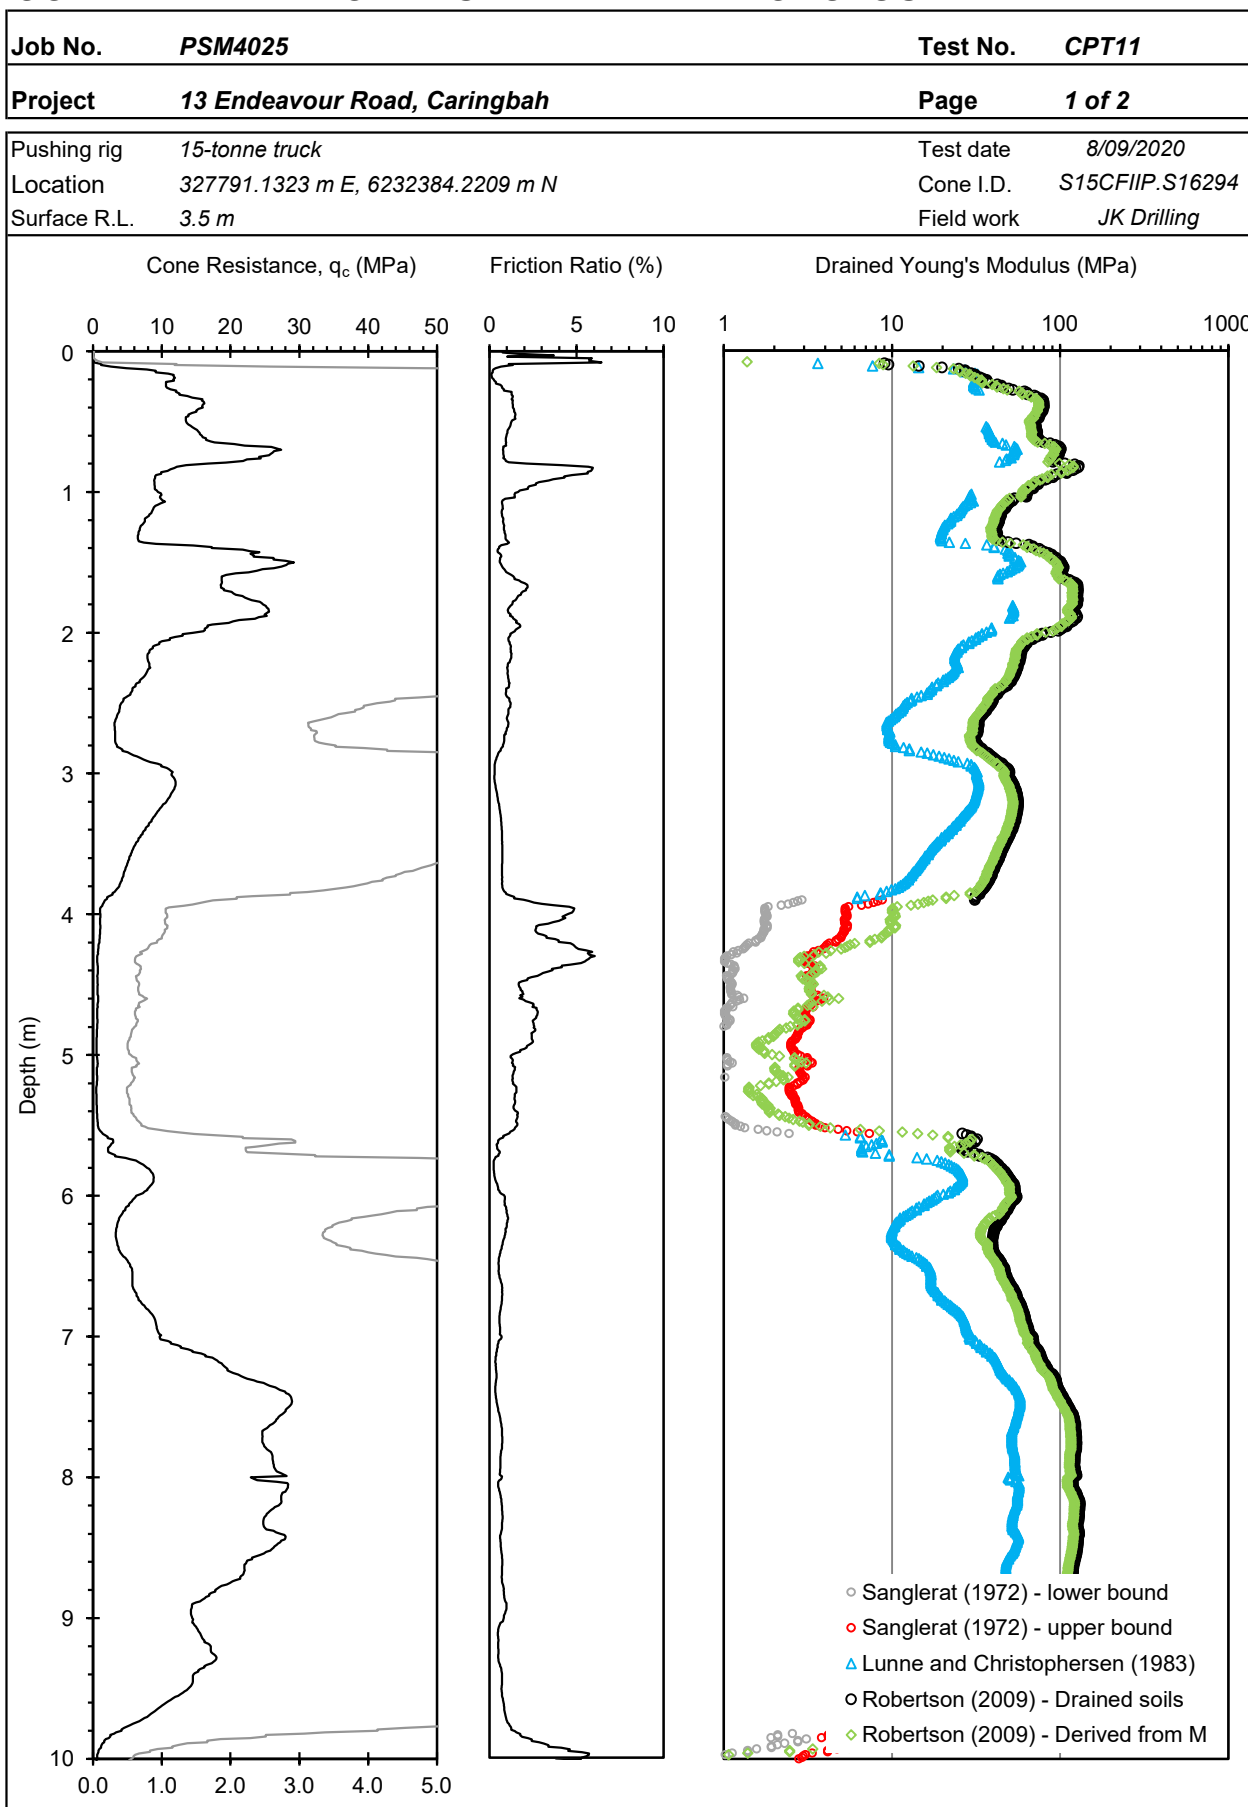 Job No. PSM4025 Test No. CPT11
Project 13 Endeavour Road, Caringbah Page 1 of 2
Pushing rig 15-tonne truck Test date 8/09/2020
Location 327791.1323 m E, 6232384.2209 m N Cone I.D. S15CFIIP.S16294
Surface R.L. 3.5 m Field work JK Drilling
Cone Resistance, qc (MPa) Friction Ratio (%) Drained Young's Modulus (MPa)
0 10 20 30 40 50 0 5 10 1 10 100 1000
0
1
2
3
4
5
6
7
8
9
10
Depth (m)
Sanglerat (1972) - lower bound
Sanglerat (1972) - upper bound
Lunne and Christophersen (1983)
Robertson (2009) - Drained soils
Robertson (2009) - Derived from M
0.0 1.0 2.0 3.0 4.0 5.0